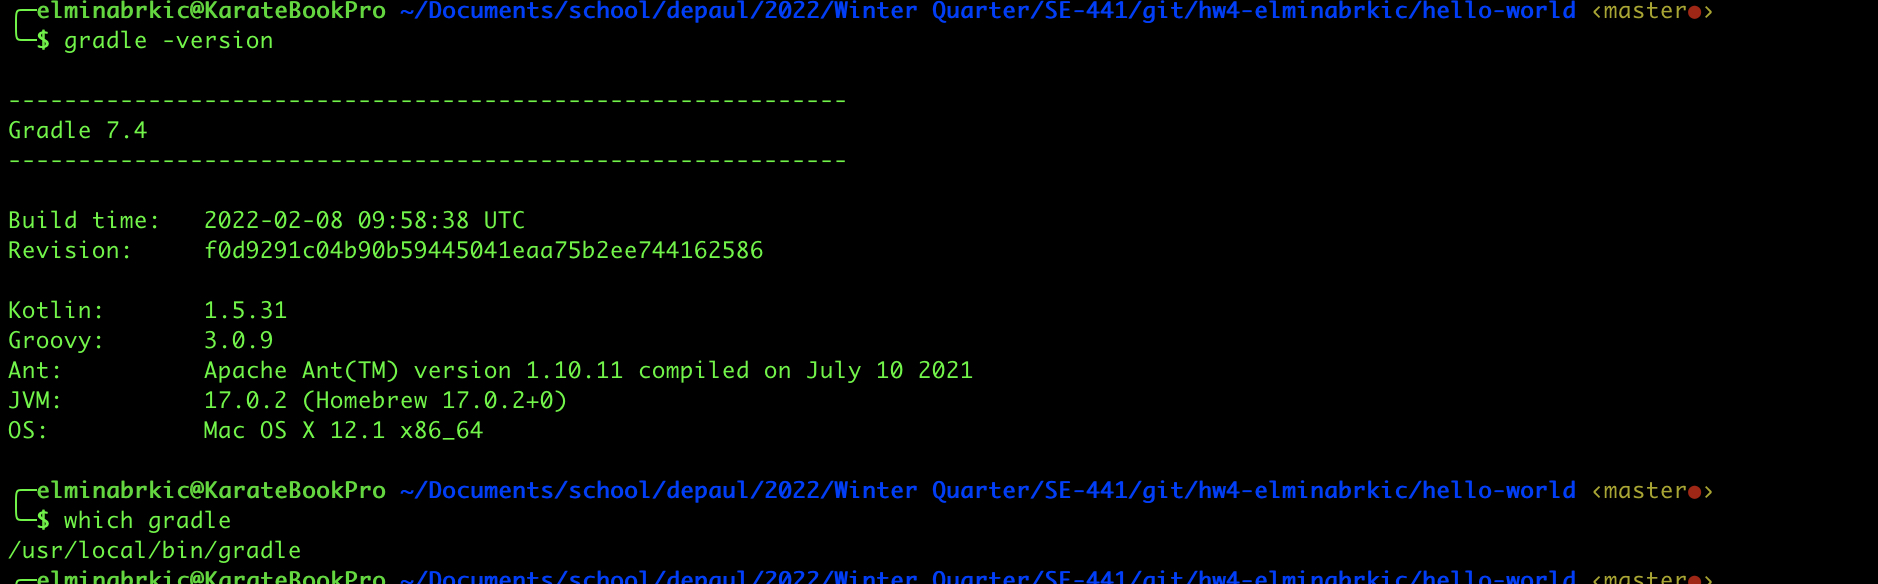 elminabrkic@KarateBookPro ~/Documents/school/depaul/2022/Winter Quarter/SE-441/git/hw4-elminabrkic/hello-world ‹master●›
$ gradle -version
------------------------------------------------------------
Gradle 7.4
------------------------------------------------------------
Build time:   2022-02-08 09:58:38 UTC
Revision:     f0d9291c04b90b59445041eaa75b2ee744162586
Kotlin:       1.5.31
Groovy:       3.0.9
Ant:          Apache Ant(TM) version 1.10.11 compiled on July 10 2021
JVM:          17.0.2 (Homebrew 17.0.2+0)
OS:           Mac OS X 12.1 x86_64
elminabrkic@KarateBookPro ~/Documents/school/depaul/2022/Winter Quarter/SE-441/git/hw4-elminabrkic/hello-world ‹master●›
$ which gradle
/usr/local/bin/gradle
elminabrkic@KarateBookPro ~/Documents/school/depaul/2022/Winter Quarter/SE-441/git/hw4-elminabrkic/hello-world ‹master●›